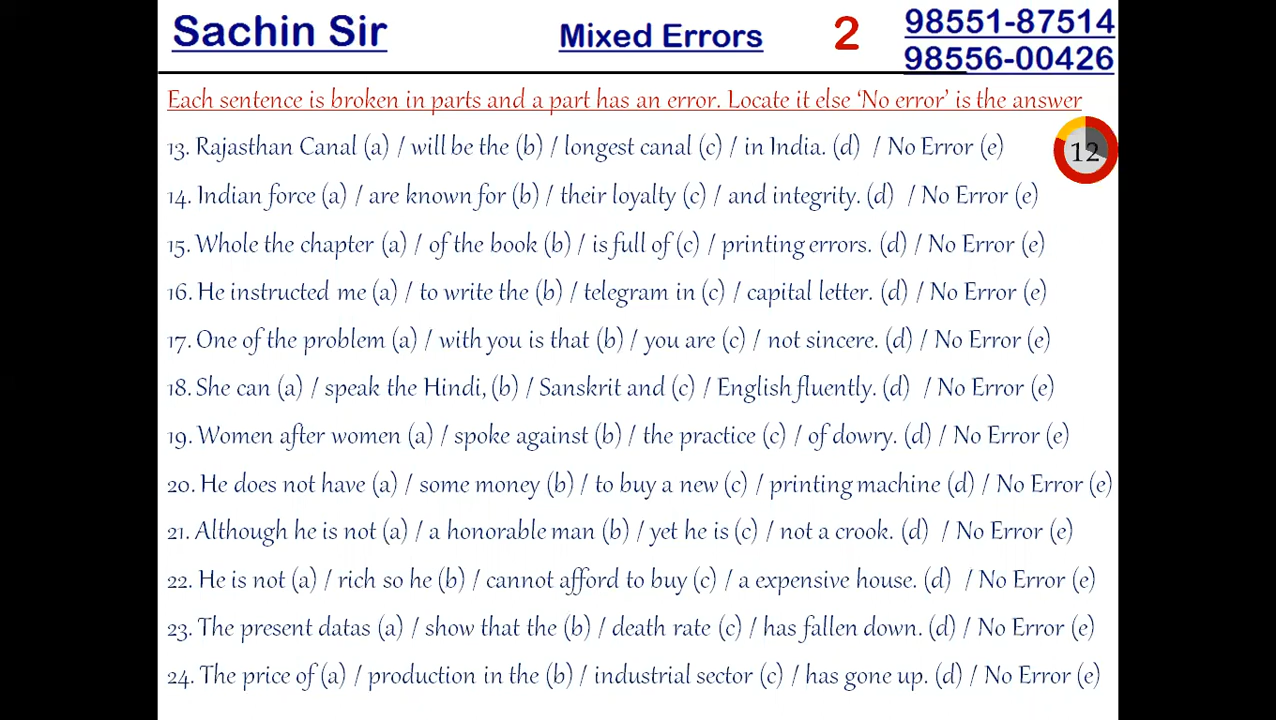 Sachin Sir
Mixed Errors
2
98551-87514
98556-00426
Each sentence is broken in parts and a part has an error. Locate it else ‘No error’ is the answer
12
13. Rajasthan Canal (a) / will be the (b) / longest canal (c) / in India. (d) / No Error (e)
14. Indian force (a) / are known for (b) / their loyalty (c) / and integrity. (d) / No Error (e)
15. Whole the chapter (a) / of the book (b) / is full of (c) / printing errors. (d) / No Error (e)
16. He instructed me (a) / to write the (b) / telegram in (c) / capital letter. (d) / No Error (e)
17. One of the problem (a) / with you is that (b) / you are (c) / not sincere. (d) / No Error (e)
18. She can (a) / speak the Hindi, (b) / Sanskrit and (c) / English fluently. (d) / No Error (e)
19. Women after women (a) / spoke against (b) / the practice (c) / of dowry. (d) / No Error (e)
20. He does not have (a) / some money (b) / to buy a new (c) / printing machine (d) / No Error (e)
21. Although he is not (a) / a honorable man (b) / yet he is (c) / not a crook. (d) / No Error (e)
22. He is not (a) / rich so he (b) / cannot afford to buy (c) / a expensive house. (d) / No Error (e)
23. The present datas (a) / show that the (b) / death rate (c) / has fallen down. (d) / No Error (e)
24. The price of (a) / production in the (b) / industrial sector (c) / has gone up. (d) / No Error (e)